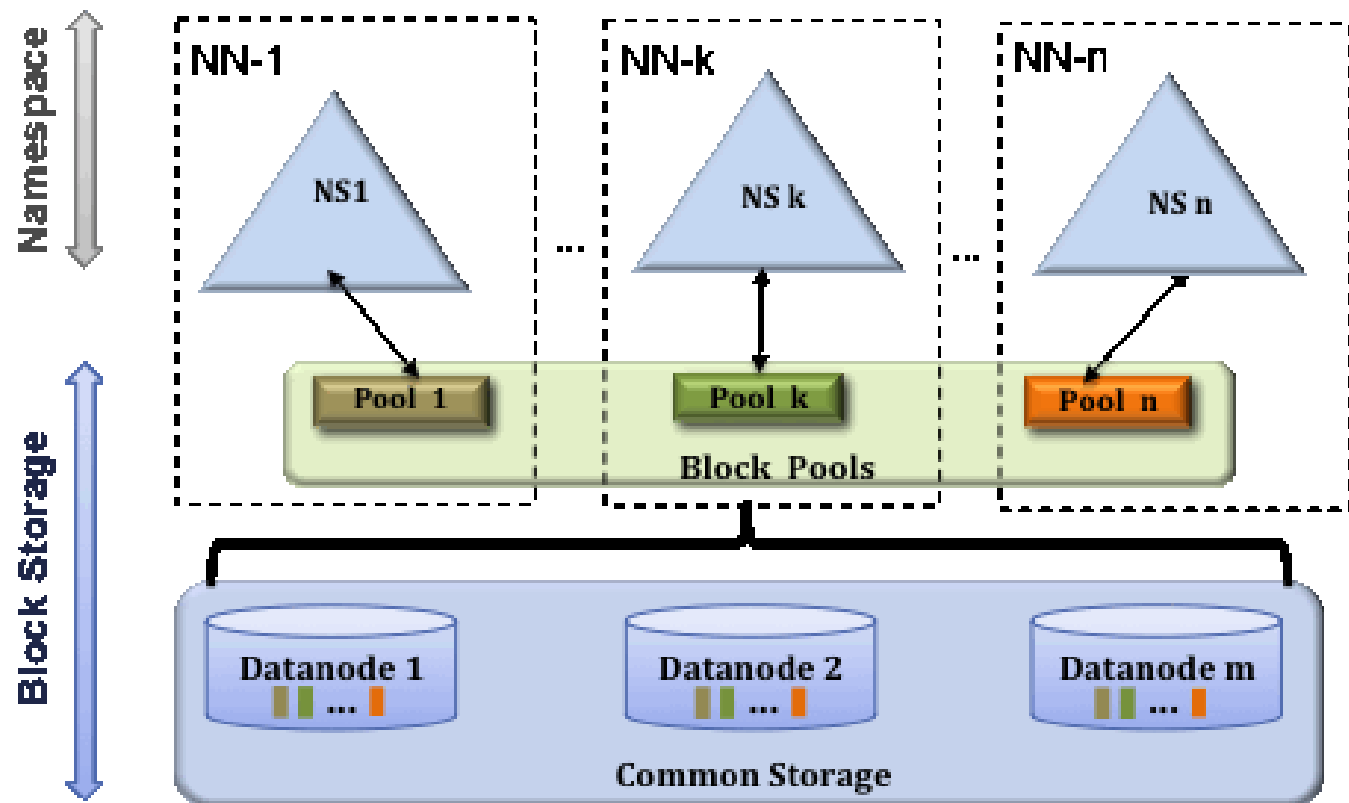 Namespace
NN-1
NN-k
NN-n
NS1
NS k
NS n
...
...
Pool 1
Pool k
Pool n
Block Pools
Block Storage
Datanode 1
...
Datanode 2
...
Datanode m
...
Common Storage